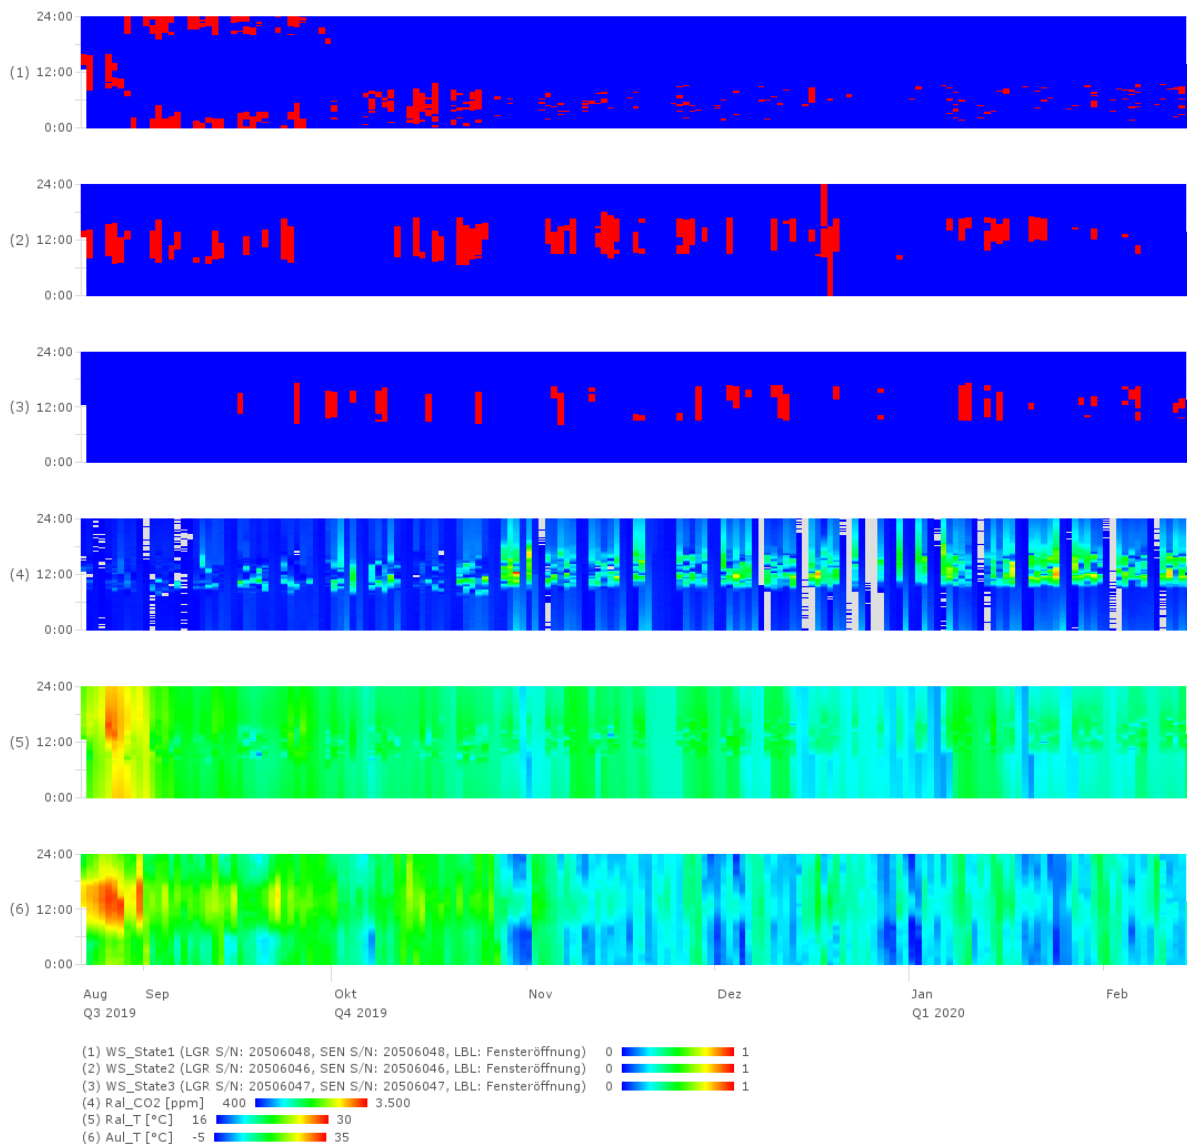 24:00
(1) 12:00
0:00
24:00
(2) 12:00
0:00
24:00
(3) 12:00
0:00
24:00
(4) 12:00
0:00
24:00
(5) 12:00
0:00
24:00
(6) 12:00
0:00
Aug Sep Okt Nov Dez Jan Feb
Q3 2019 Q4 2019 Q1 2020
(1) WS_State1 (LGR S/N: 20506048, SEN S/N: 20506048, LBL: Fensteröffnung) 0 1
(2) WS_State2 (LGR S/N: 20506046, SEN S/N: 20506046, LBL: Fensteröffnung) 0 1
(3) WS_State3 (LGR S/N: 20506047, SEN S/N: 20506047, LBL: Fensteröffnung) 0 1
(4) Ral_CO2 [ppm] 400 3.500
(5) Ral_T [°C] 16 30
(6) Aul_T [°C] -5 35